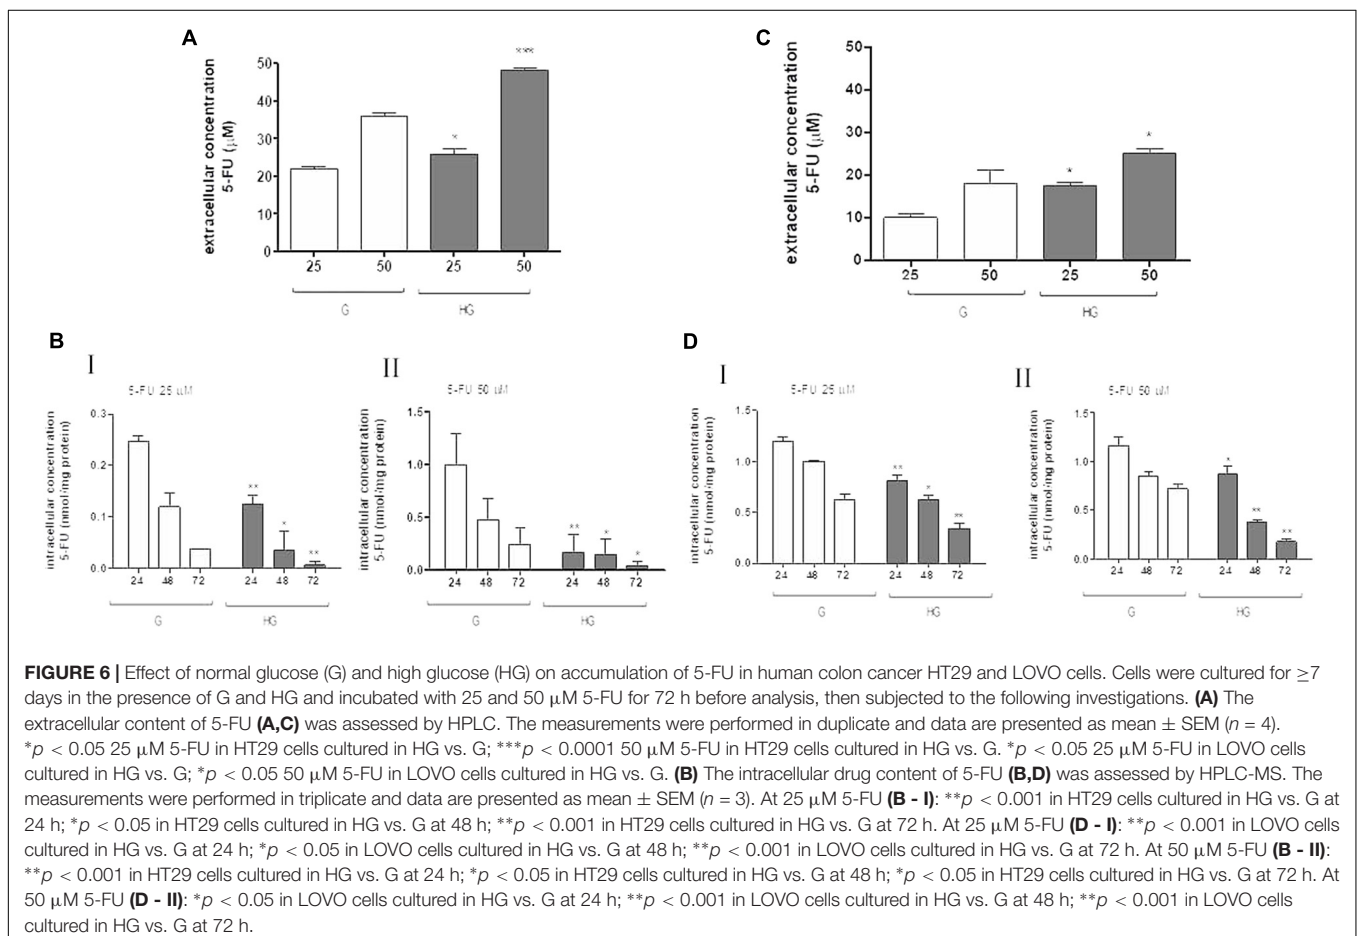 A
extracellular concentration
5-FU (µM)
50
40
30
20
10
0
*
***
25
50
25
50
G
HG
C
extracellular concentration
5-FU (µM)
50
40
30
20
10
0
*
*
25
50
25
50
G
HG
B
I
5-FU 25 µM
intracellular concentration
5-FU (nmol/mg protein)
0.3
0.2
0.1
0.0
**
*
**
24
48
72
24
48
72
G
HG
II
5-FU 50 µM
intracellular concentration
5-FU (nmol/mg protein)
1.5
1.0
0.5
0.0
**
*
*
24
48
72
24
48
72
G
HG
D
I
5-FU 25 µM
intracellular concentration
5-FU (nmol/mg protein)
1.5
1.0
0.5
0.0
**
*
**
24
48
72
24
48
72
G
HG
II
5-FU 50 µM
intracellular concentration
5-FU (nmol/mg protein)
1.5
1.0
0.5
0.0
*
**
**
24
48
72
24
48
72
G
HG
FIGURE 6 | Effect of normal glucose (G) and high glucose (HG) on accumulation of 5-FU in human colon cancer HT29 and LOVO cells. Cells were cultured for ≥7
days in the presence of G and HG and incubated with 25 and 50 µM 5-FU for 72 h before analysis, then subjected to the following investigations. (A) The
extracellular content of 5-FU (A,C) was assessed by HPLC. The measurements were performed in duplicate and data are presented as mean ± SEM (n = 4).
*p < 0.05 25 µM 5-FU in HT29 cells cultured in HG vs. G; ***p < 0.0001 50 µM 5-FU in HT29 cells cultured in HG vs. G. *p < 0.05 25 µM 5-FU in LOVO cells
cultured in HG vs. G; *p < 0.05 50 µM 5-FU in LOVO cells cultured in HG vs. G. (B) The intracellular drug content of 5-FU (B,D) was assessed by HPLC-MS. The
measurements were performed in triplicate and data are presented as mean ± SEM (n = 3). At 25 µM 5-FU (B - I): **p < 0.001 in HT29 cells cultured in HG vs. G at
24 h; *p < 0.05 in HT29 cells cultured in HG vs. G at 48 h; **p < 0.001 in HT29 cells cultured in HG vs. G at 72 h. At 25 µM 5-FU (D - I): **p < 0.001 in LOVO cells
cultured in HG vs. G at 24 h; *p < 0.05 in LOVO cells cultured in HG vs. G at 48 h; **p < 0.001 in LOVO cells cultured in HG vs. G at 72 h. At 50 µM 5-FU (B - II):
**p < 0.001 in HT29 cells cultured in HG vs. G at 24 h; *p < 0.05 in HT29 cells cultured in HG vs. G at 48 h; *p < 0.05 in HT29 cells cultured in HG vs. G at 72 h. At
50 µM 5-FU (D - II): *p < 0.05 in LOVO cells cultured in HG vs. G at 24 h; **p < 0.001 in LOVO cells cultured in HG vs. G at 48 h; **p < 0.001 in LOVO cells
cultured in HG vs. G at 72 h.